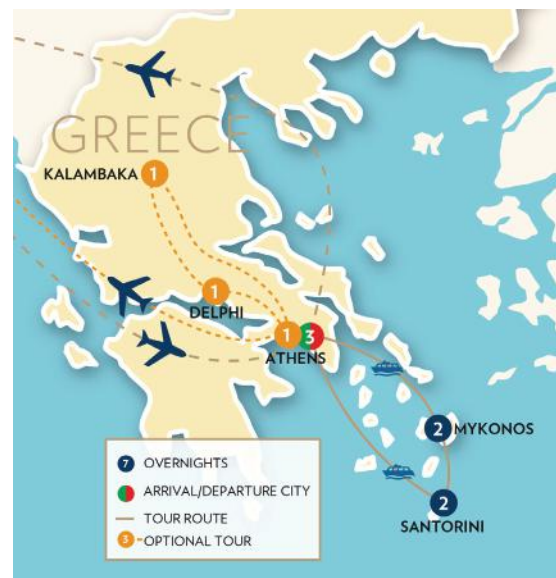 GREECE
KALAMBAKA 1
1
DELPHI
1 3
ATHENS
2 MYKONOS
2
SANTORINI
7 OVERNIGHTS
ARRIVAL/DEPARTURE CITY
TOUR ROUTE
3 OPTIONAL TOUR